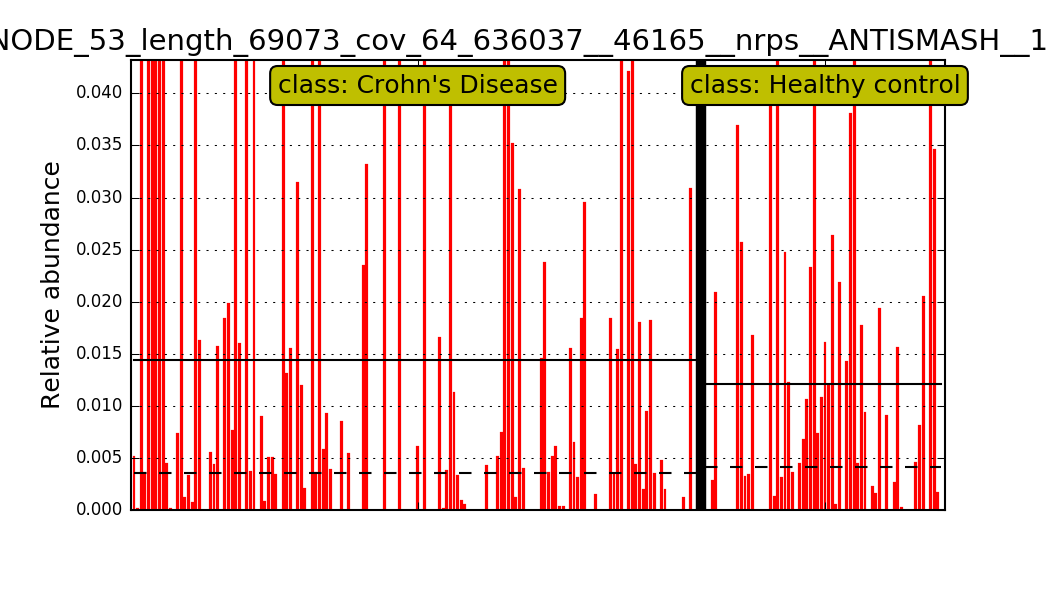 NODE_53_length_69073_cov_64_636037__46165__nrps__ANTISMASH__1
class: Crohn's Disease
class: Healthy control
Relative abundance
0.040
0.035
0.030
0.025
0.020
0.015
0.010
0.005
0.000